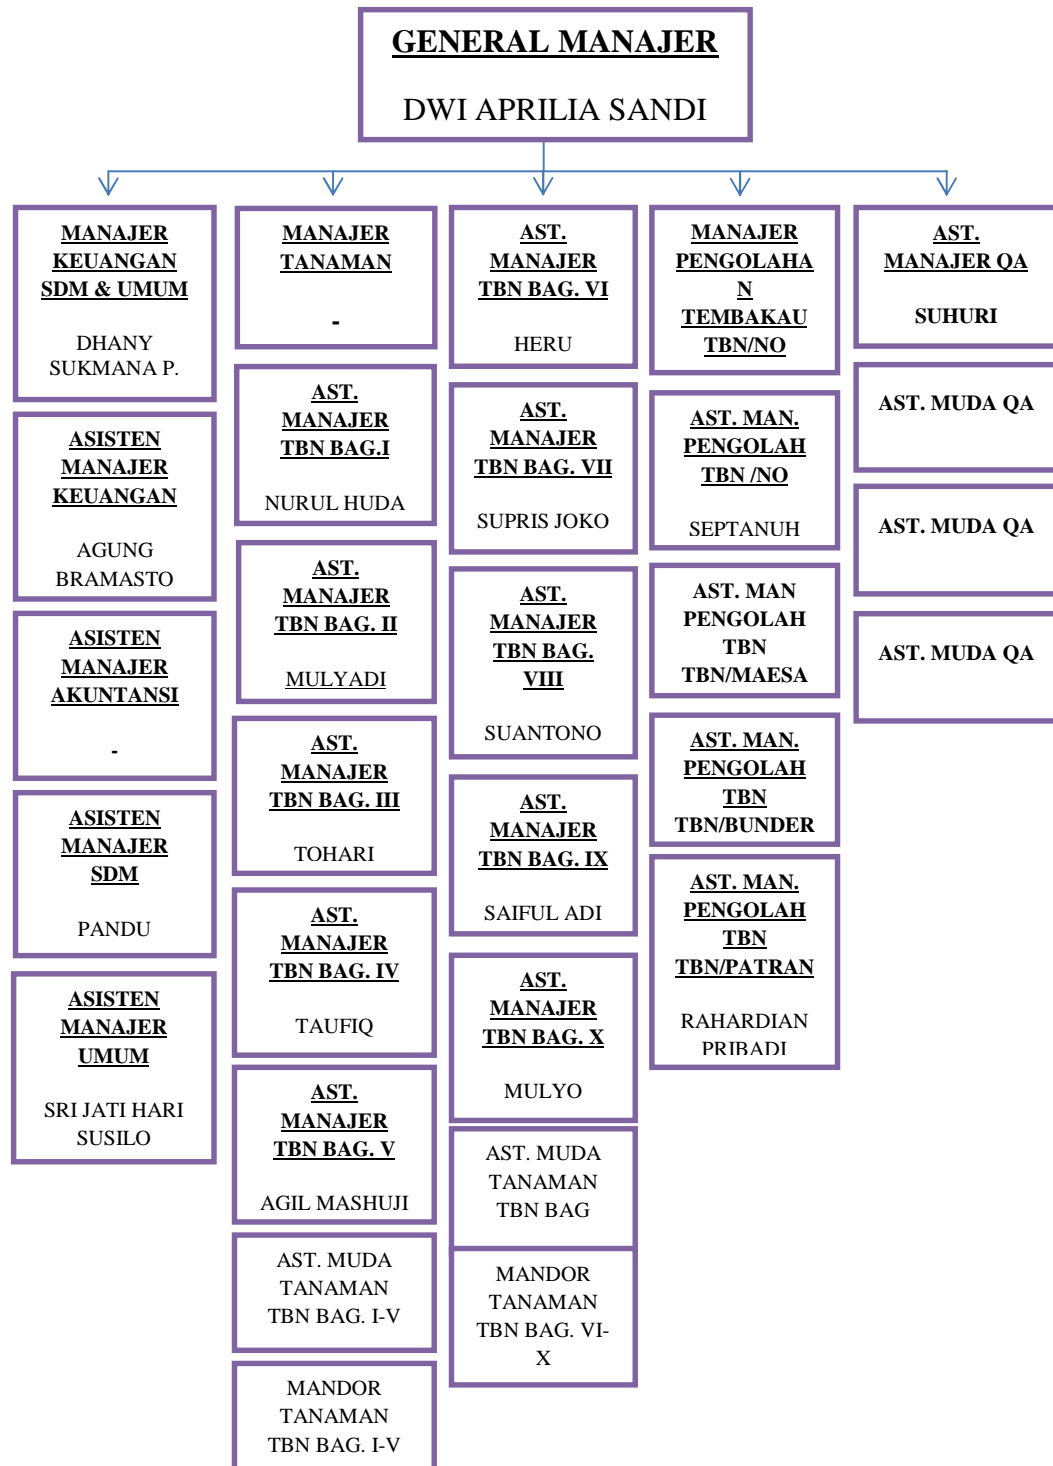 GENERAL MANAJER
DWI APRILIA SANDI
MANAJER
KEUANGAN
SDM & UMUM
DHANY
SUKMANA P.
ASISTEN
MANAJER
KEUANGAN
AGUNG
BRAMASTO
ASISTEN
MANAJER
AKUNTANSI
-
ASISTEN
MANAJER
SDM
PANDU
ASISTEN
MANAJER
UMUM
SRI JATI HARI
SUSILO
MANAJER
TANAMAN
-
AST.
MANAJER
TBN BAG.I
NURUL HUDA
AST.
MANAJER
TBN BAG. II
MULYADI
AST.
MANAJER
TBN BAG. III
TOHARI
AST.
MANAJER
TBN BAG. IV
TAUFIQ
AST.
MANAJER
TBN BAG. V
AGIL MASHUJI
AST. MUDA
TANAMAN
TBN BAG. I-V
MANDOR
TANAMAN
TBN BAG. I-V
AST.
MANAJER
TBN BAG. VI
HERU
AST.
MANAJER
TBN BAG. VII
SUPRIS JOKO
AST.
MANAJER
TBN BAG.
VIII
SUANTONO
AST.
MANAJER
TBN BAG. IX
SAIFUL ADI
AST.
MANAJER
TBN BAG. X
MULYO
AST. MUDA
TANAMAN
TBN BAG
MANDOR
TANAMAN
TBN BAG. VI-
X
MANAJER
PENGOLAHA
N
TEMBAKAU
TBN/NO
AST. MAN.
PENGOLAH
TBN /NO
SEPTANUH
AST. MAN
PENGOLAH
TBN
TBN/MAESA
AST. MAN.
PENGOLAH
TBN
TBN/BUNDER
AST. MAN.
PENGOLAH
TBN
TBN/PATRAN
RAHARDIAN
PRIBADI
AST.
MANAJER QA
SUHURI
AST. MUDA QA
AST. MUDA QA
AST. MUDA QA